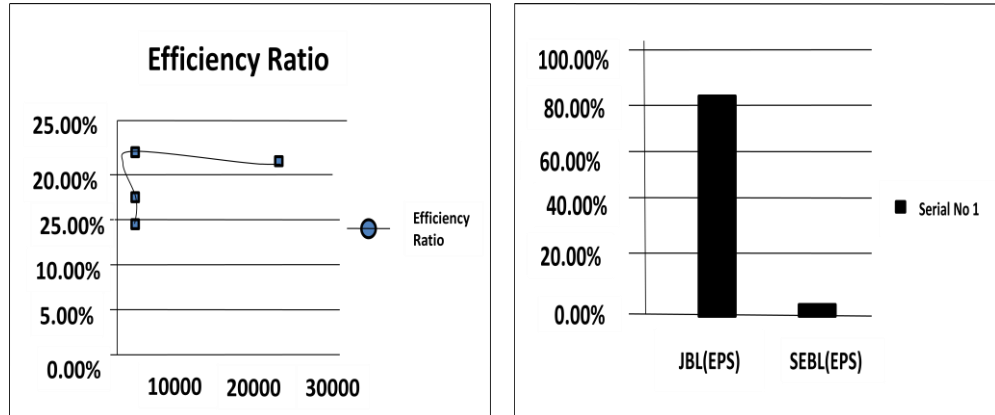 Efficiency Ratio
25.00%
20.00%
25.00%
10.00%
5.00%
0.00%
10000 20000 30000
Efficiency
Ratio
100.00%
80.00%
60.00%
40.00%
20.00%
0.00%
JBL(EPS) SEBL(EPS)
Serial No 1